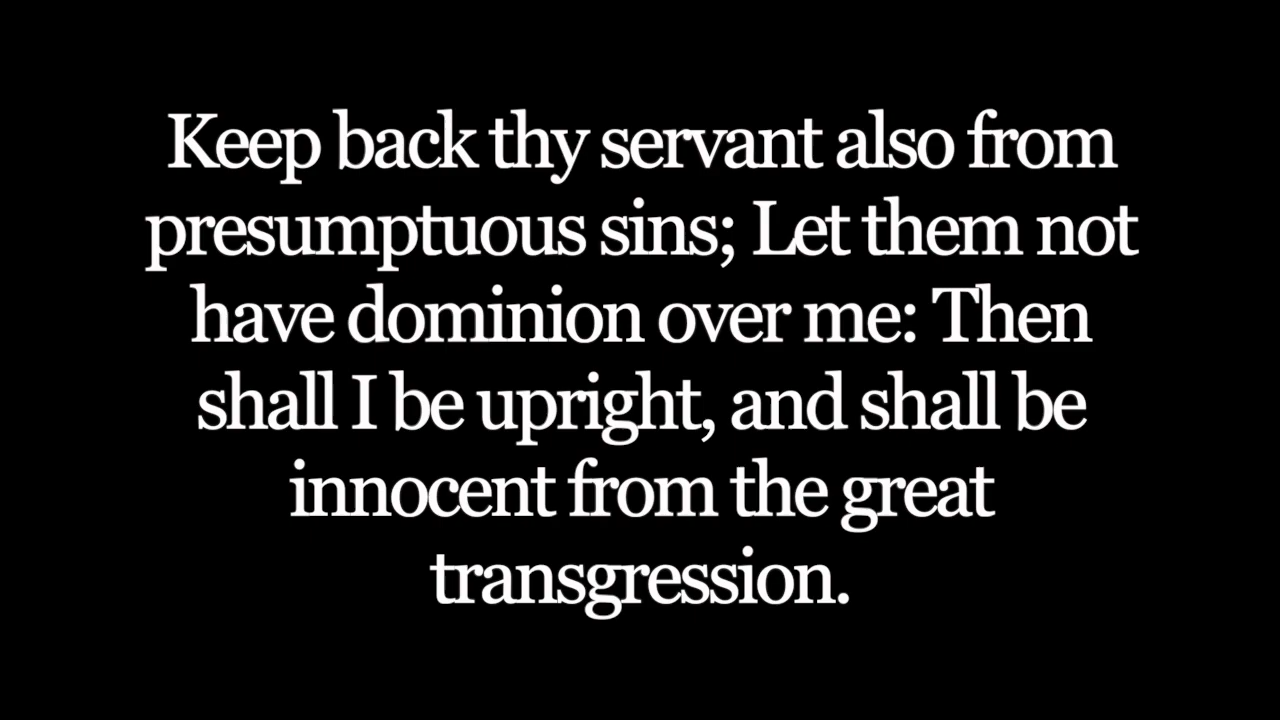 Keep back thy servant also from
presumptuous sins; Let them not
have dominion over me: Then
shall I be upright, and shall be
innocent from the great
transgression.